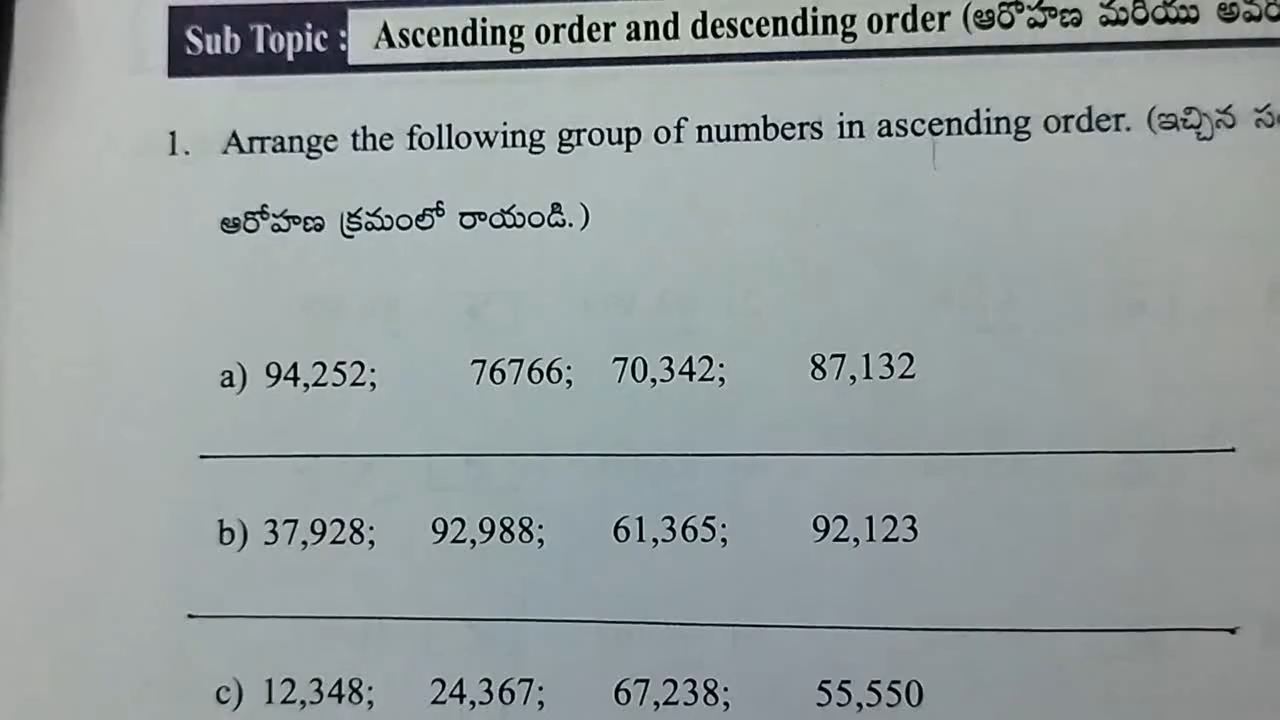 Sub Topic : Ascending order and descending order (ఆరోహణ మరియు
1. Arrange the following group of numbers in ascending order. (ఇచ్చిన
ఆరోహణ క్రమంలో రాయండి.)
a) 94,252; 76766; 70,342; 87,132
b) 37,928; 92,988; 61,365; 92,123
c) 12,348; 24,367; 67,238; 55,550